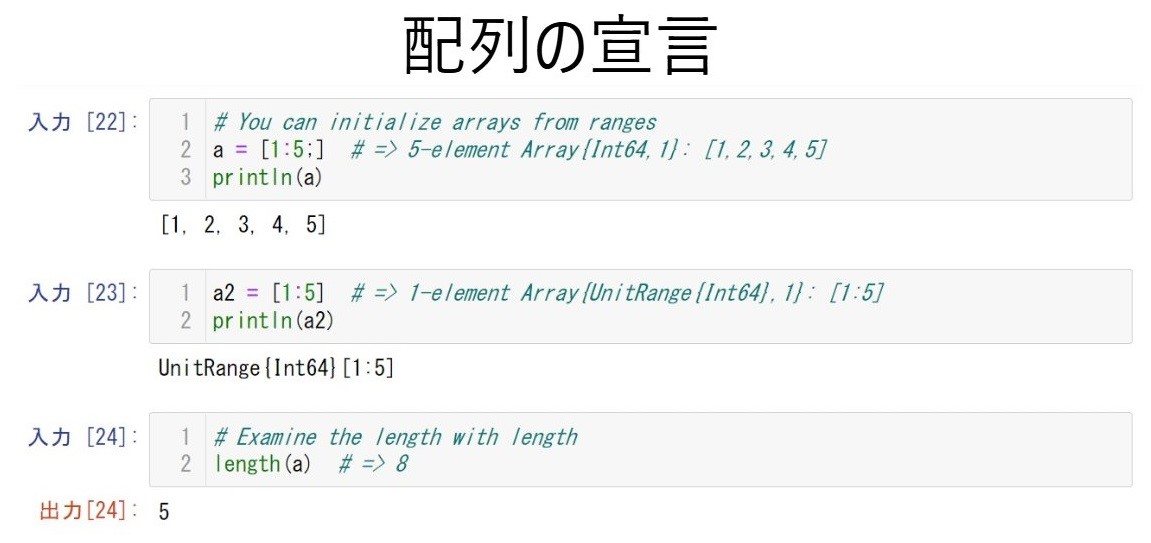 配列の宣言
入力 [22]:
1 # You can initialize arrays from ranges
2 a = [1:5;]  # => 5-element Array{Int64,1}: [1,2,3,4,5]
3 println(a)
[1, 2, 3, 4, 5]
入力 [23]:
1 a2 = [1:5]  # => 1-element Array{UnitRange{Int64},1}: [1:5]
2 println(a2)
UnitRange{Int64}[1:5]
入力 [24]:
1 # Examine the length with length
2 length(a)  # => 8
出力[24]: 5